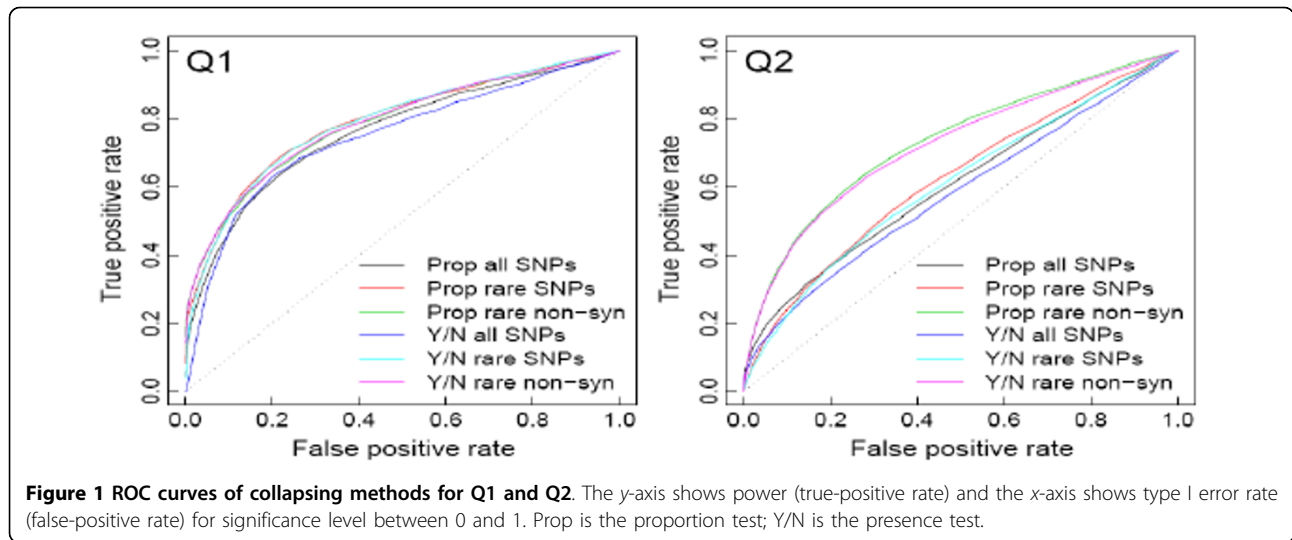 Q1
True positive rate
0.0 0.2 0.4 0.6 0.8 1.0
Prop all SNPs
Prop rare SNPs
Prop rare non-syn
Y/N all SNPs
Y/N rare SNPs
Y/N rare non-syn
0.0 0.2 0.4 0.6 0.8 1.0
False positive rate
Q2
True positive rate
0.0 0.2 0.4 0.6 0.8 1.0
Prop all SNPs
Prop rare SNPs
Prop rare non-syn
Y/N all SNPs
Y/N rare SNPs
Y/N rare non-syn
0.0 0.2 0.4 0.6 0.8 1.0
False positive rate
Figure 1 ROC curves of collapsing methods for Q1 and Q2. The y-axis shows power (true-positive rate) and the x-axis shows type I error rate
(false-positive rate) for significance level between 0 and 1. Prop is the proportion test; Y/N is the presence test.